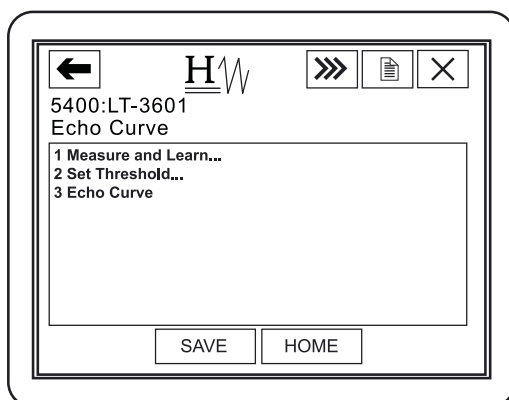 H
5400:LT-3601
Echo Curve
1 Measure and Learn...
2 Set Threshold...
3 Echo Curve
SAVE HOME